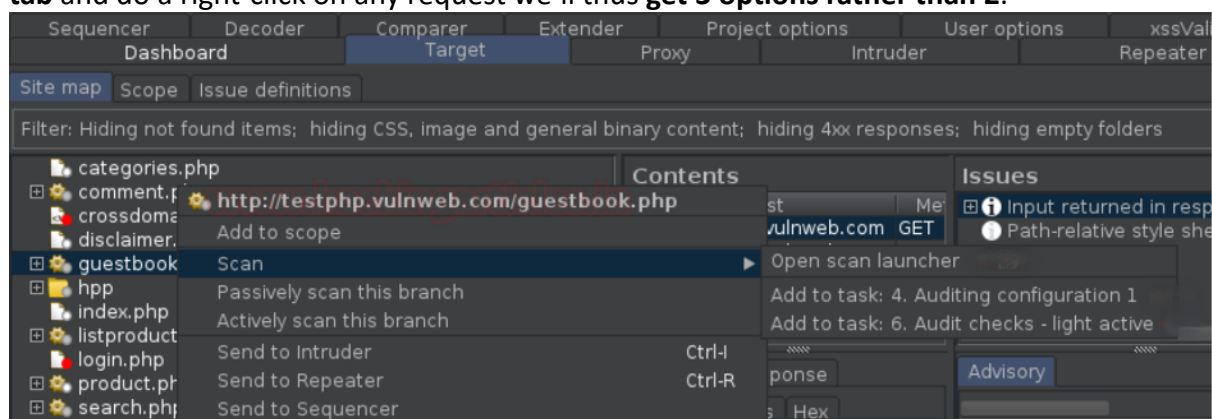 tab and do a right-click on any request we'll thus get 3 options rather than 2.
Sequencer Decoder Comparer Extender Project options User options xssVali
Dashboard Target Proxy Intruder Repeater
Site map Scope Issue definitions
Filter: Hiding not found items; hiding CSS, image and general binary content; hiding 4xx responses; hiding empty folders
categories.php
Contents
Issues
comment.p
http://testphp.vulnweb.com/guestbook.php
st Me
Input returned in resp
crossdoma
Add to scope
vulnweb.com GET
Path-relative style she
disclaimer.
guestbook
Scan
Open scan launcher
hpp
Passively scan this branch
Add to task: 4. Auditing configuration 1
index.php
Actively scan this branch
Add to task: 6. Audit checks - light active
listproduct
login.php
Send to Intruder Ctrl-I
ponse
Advisory
product.ph
Send to Repeater Ctrl-R
search.php
Send to Sequencer
s Hex